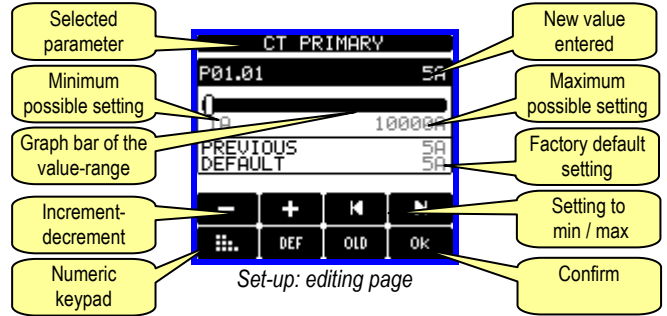 Selected
parameter
New value
entered
CT PRIMARY
P01.01 5A
Minimum
possible setting
Maximum
possible setting
1A 10000A
Graph bar of the
value-range
PREVIOUS 5A
DEFAULT 5A
Factory default
setting
Increment-
decrement
− +
Setting to
min / max
DEF OLD Ok
Numeric
keypad
Confirm
Set-up: editing page